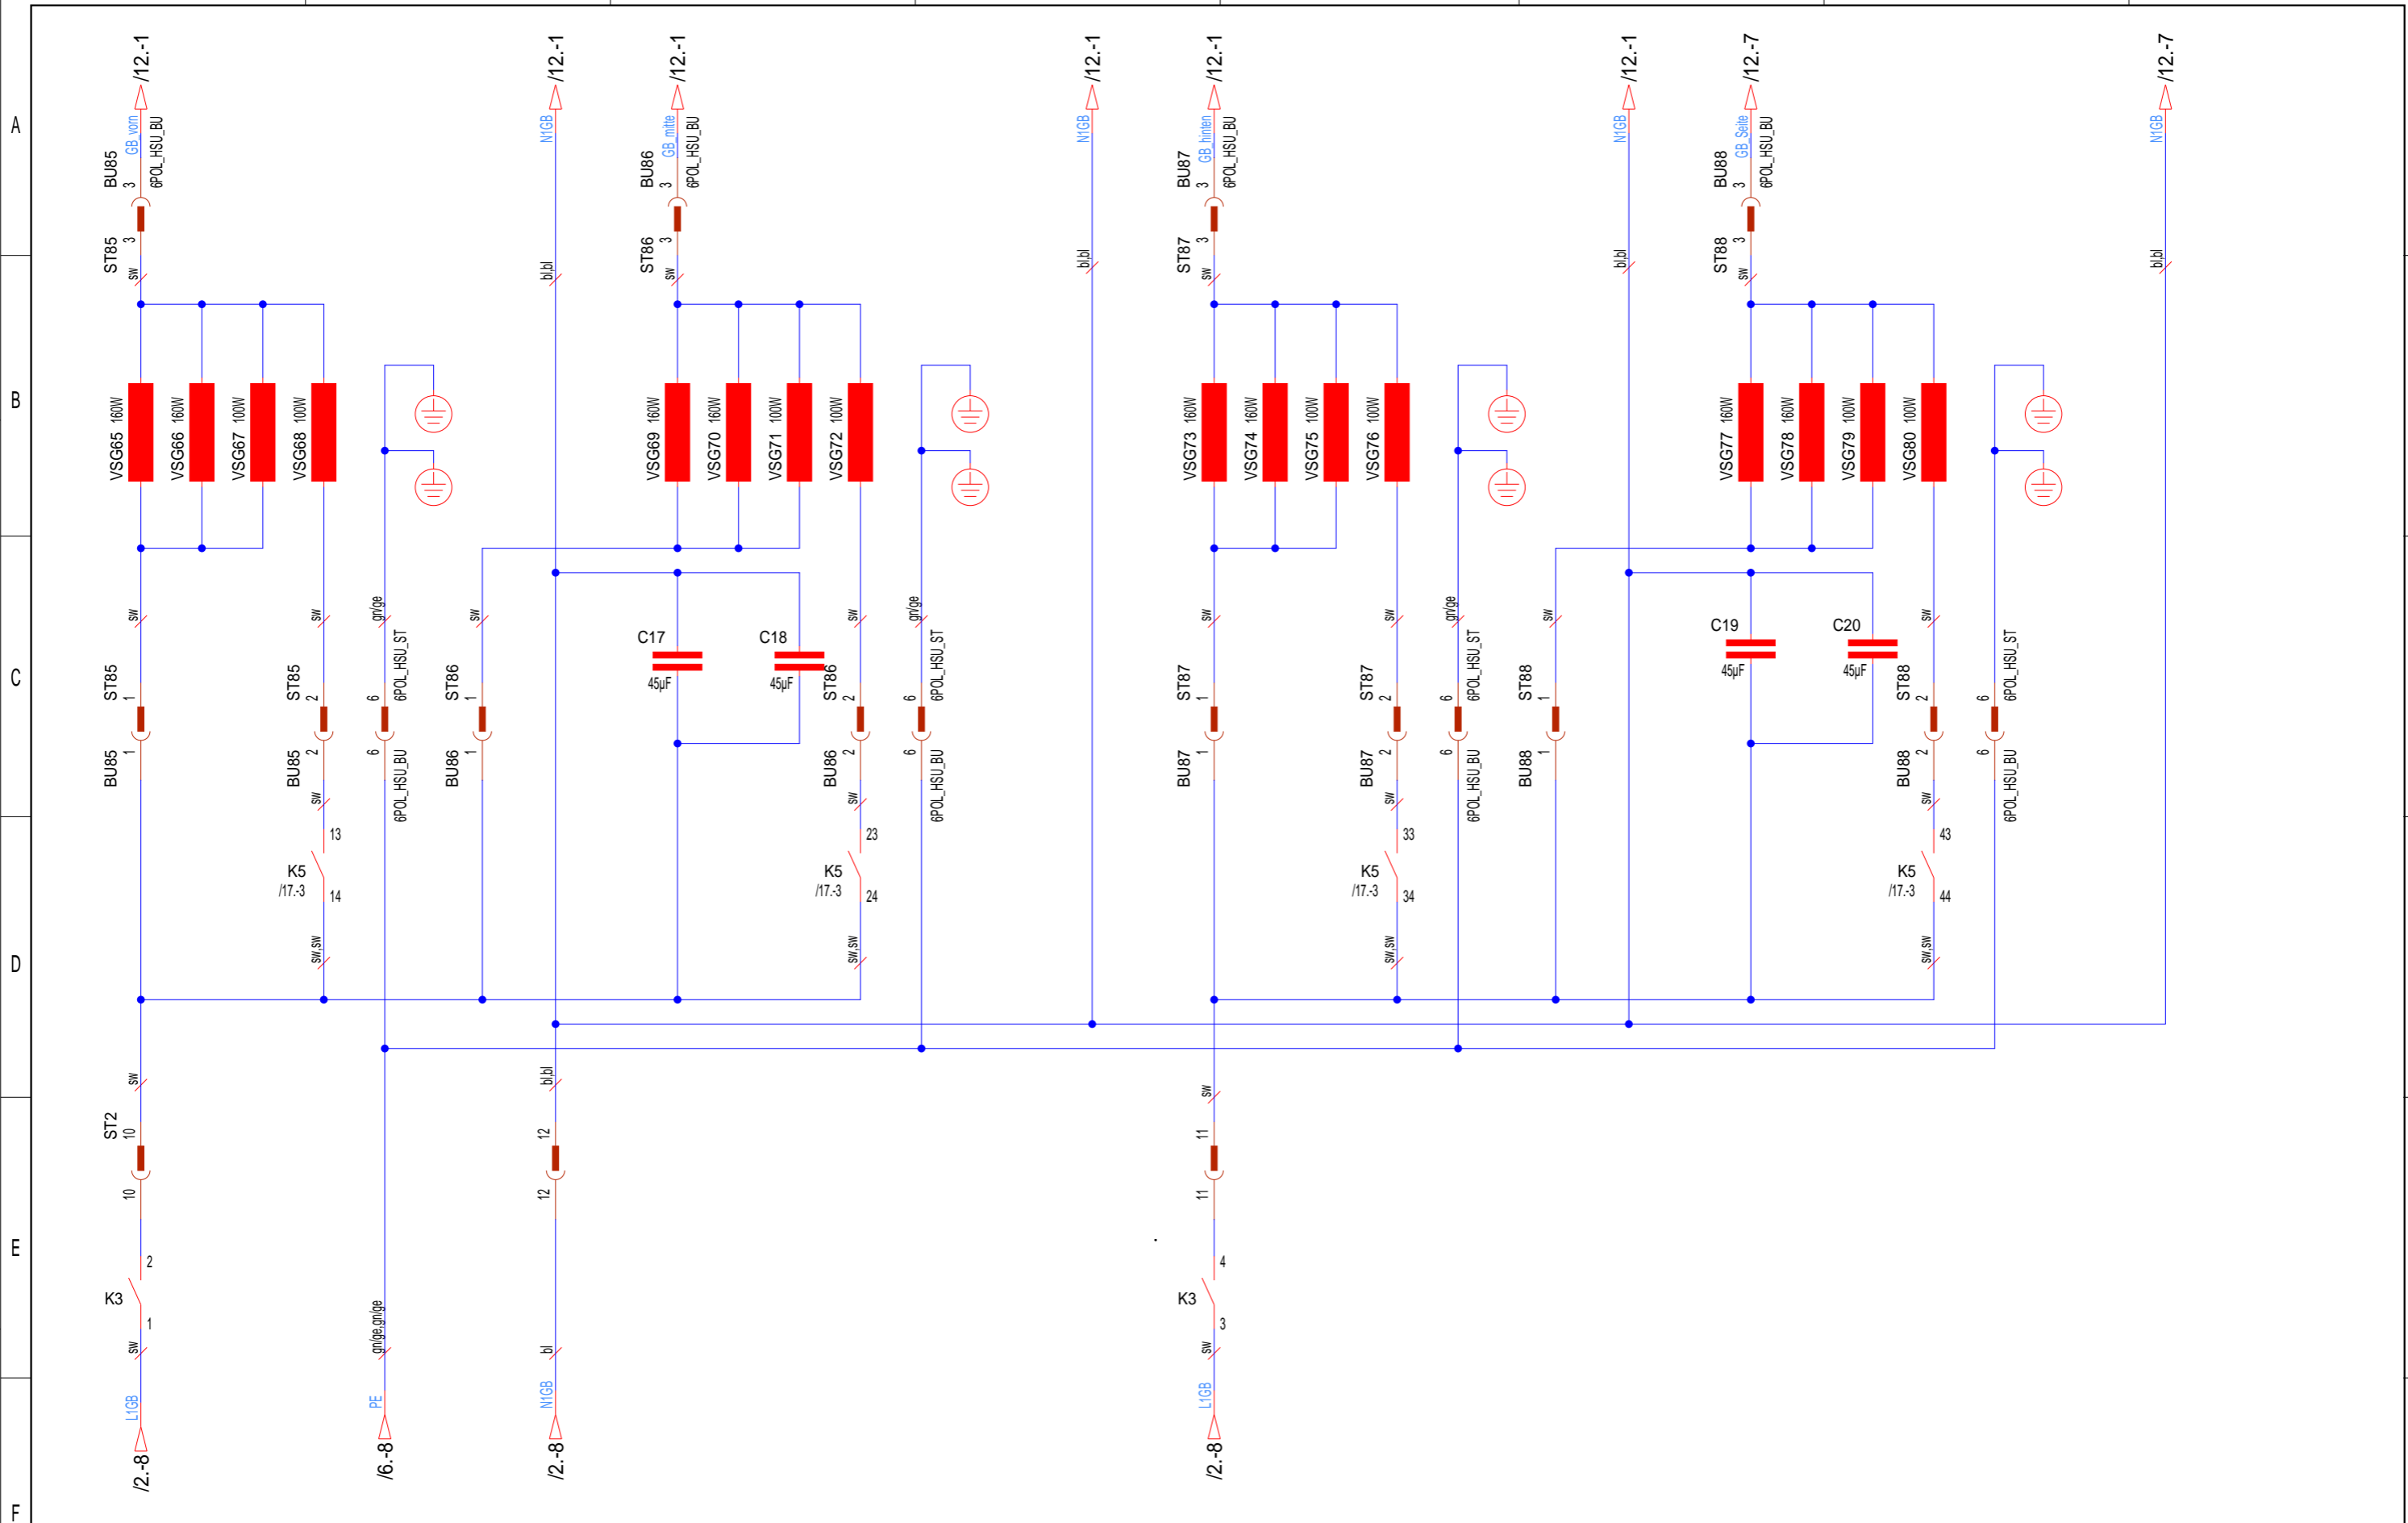 /12.-1
/12.-1
/12.-1
/12.-1
/12.-1
/12.-1
/12.-7
/12.-7
A
GB_vorn
BU85
3
6POL_HSU_BU
N1GB
GB_mitte
BU86
3
6POL_HSU_BU
N1GB
GB_hinten
BU87
3
6POL_HSU_BU
N1GB
GB_Seite
BU88
3
6POL_HSU_BU
N1GB
ST85
3
sw
bl,bl
ST86
3
sw
bl,bl
ST87
3
sw
bl,bl
ST88
3
sw
bl,bl
B
VSG65 160W
VSG66 160W
VSG67 100W
VSG68 100W
VSG69 160W
VSG70 160W
VSG71 100W
VSG72 100W
VSG73 160W
VSG74 160W
VSG75 100W
VSG76 100W
VSG77 160W
VSG78 160W
VSG79 100W
VSG80 100W
sw
sw
gn/ge
sw
sw
gn/ge
sw
sw
gn/ge
sw
sw
C17
45µF
C18
45µF
C19
45µF
C20
45µF
C
ST85
1
ST85
2
6
6POL_HSU_ST
ST86
1
ST86
2
6
6POL_HSU_ST
ST87
1
ST87
2
6
6POL_HSU_ST
ST88
1
ST88
2
6
6POL_HSU_ST
BU85
1
BU85
2
6
6POL_HSU_BU
BU86
1
BU86
2
6
6POL_HSU_BU
BU87
1
BU87
2
6
6POL_HSU_BU
BU88
1
BU88
2
6
6POL_HSU_BU
sw
sw
sw
sw
13
K5
/17.-3
14
23
K5
/17.-3
24
33
K5
/17.-3
34
43
K5
/17.-3
44
D
sw,sw
sw,sw
sw,sw
sw,sw
sw
bl,bl
sw
ST2
10
12
11
10
12
11
E
2
K3
1
4
K3
3
sw
gn/ge,gn/ge
bl
sw
L1GB
PE
N1GB
L1GB
/2.-8
/6.-8
/2.-8
/2.-8
F